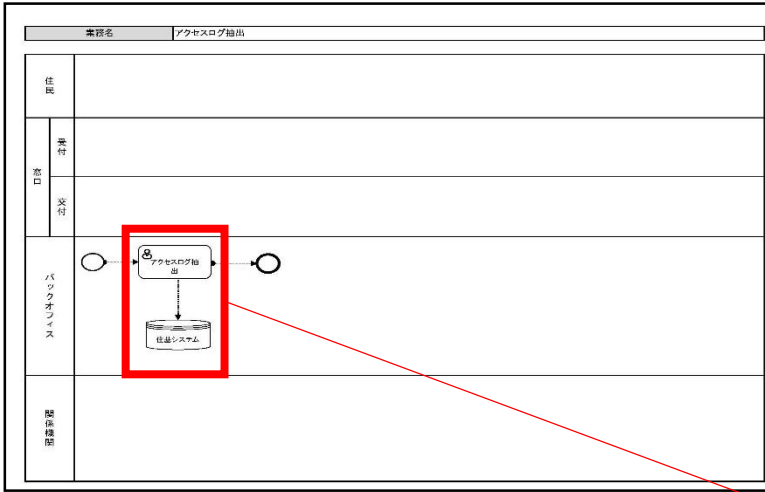 業務名
アクセスログ抽出
住民
窓口
受付
交付
バックオフィス
アクセスログ抽
出
住基システム
関係機関